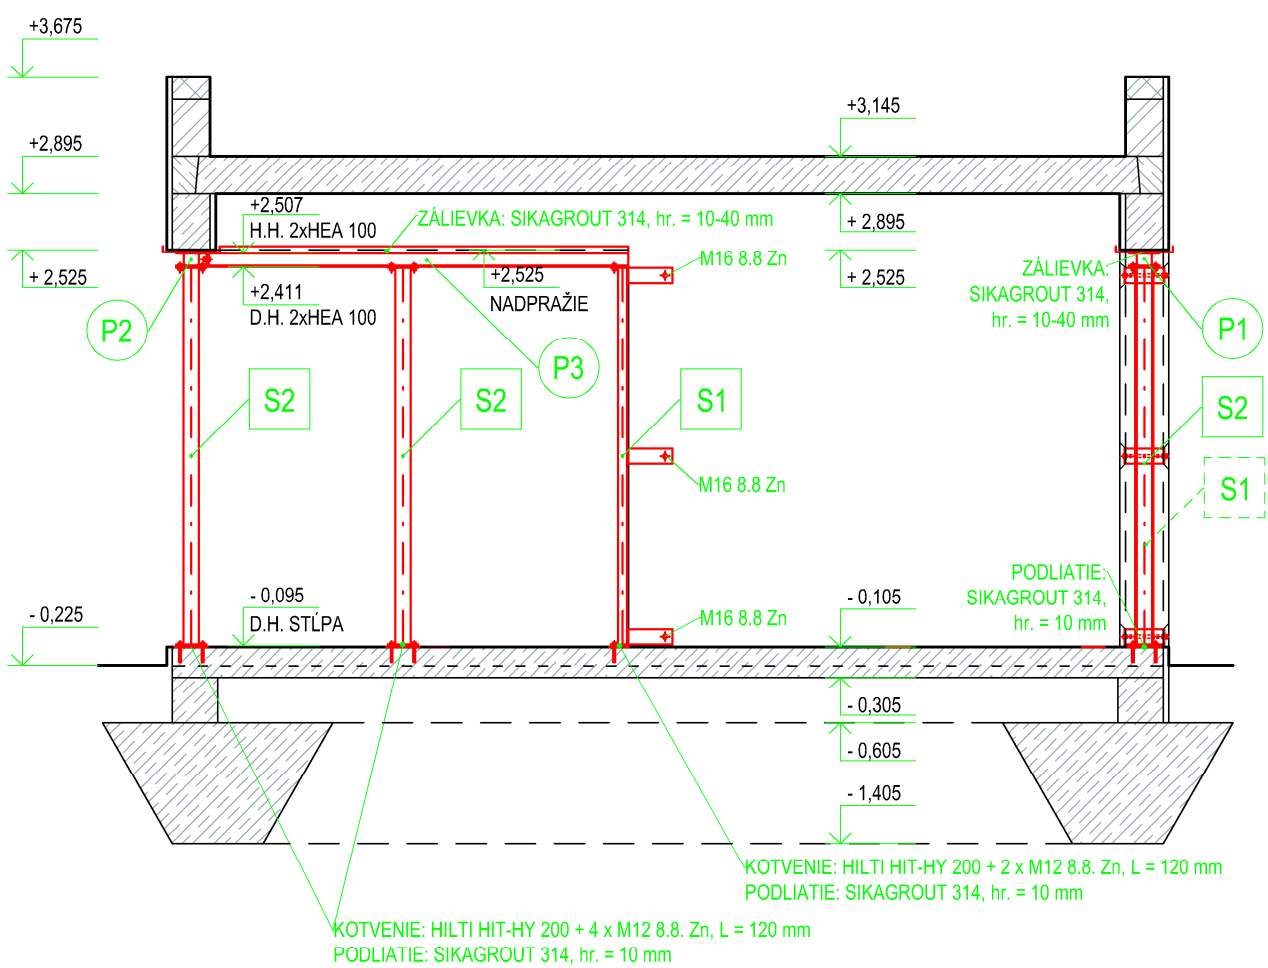 +3,675
+3,145
+2,895
+2,507
H.H. 2xHEA 100
ZÁLIEVKA: SIKAGROUT 314, hr. = 10-40 mm
+ 2,895
M16 8.8 Zn
+ 2,525
+2,411
D.H. 2xHEA 100
+2,525
NADPRAŽIE
+ 2,525
ZÁLIEVKA:
SIKAGROUT 314,
hr. = 10-40 mm
P2
P3
P1
S2
S2
S1
S2
M16 8.8 Zn
S1
- 0,225
- 0,095
D.H. STĹPA
M16 8.8 Zn
- 0,105
PODLIATIE:
SIKAGROUT 314,
hr. = 10 mm
- 0,305
- 0,605
- 1,405
KOTVENIE: HILTI HIT-HY 200 + 2 x M12 8.8. Zn, L = 120 mm
PODLIATIE: SIKAGROUT 314, hr. = 10 mm
KOTVENIE: HILTI HIT-HY 200 + 4 x M12 8.8. Zn, L = 120 mm
PODLIATIE: SIKAGROUT 314, hr. = 10 mm